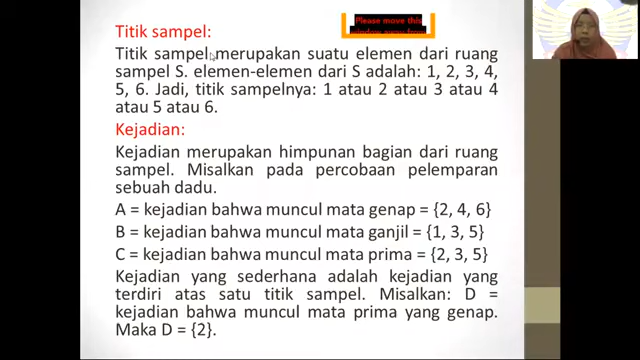 Titik sampel:
Titik sampel merupakan suatu elemen dari ruang
sampel S. elemen-elemen dari S adalah: 1, 2, 3, 4,
5, 6. Jadi, titik sampelnya: 1 atau 2 atau 3 atau 4
atau 5 atau 6.
Kejadian:
Kejadian merupakan himpunan bagian dari ruang
sampel. Misalkan pada percobaan pelemparan
sebuah dadu.
A = kejadian bahwa muncul mata genap = {2, 4, 6}
B = kejadian bahwa muncul mata ganjil = {1, 3, 5}
C = kejadian bahwa muncul mata prima = {2, 3, 5}
Kejadian yang sederhana adalah kejadian yang
terdiri atas satu titik sampel. Misalkan: D =
kejadian bahwa muncul mata prima yang genap.
Maka D = {2}.
Please move this
window away from